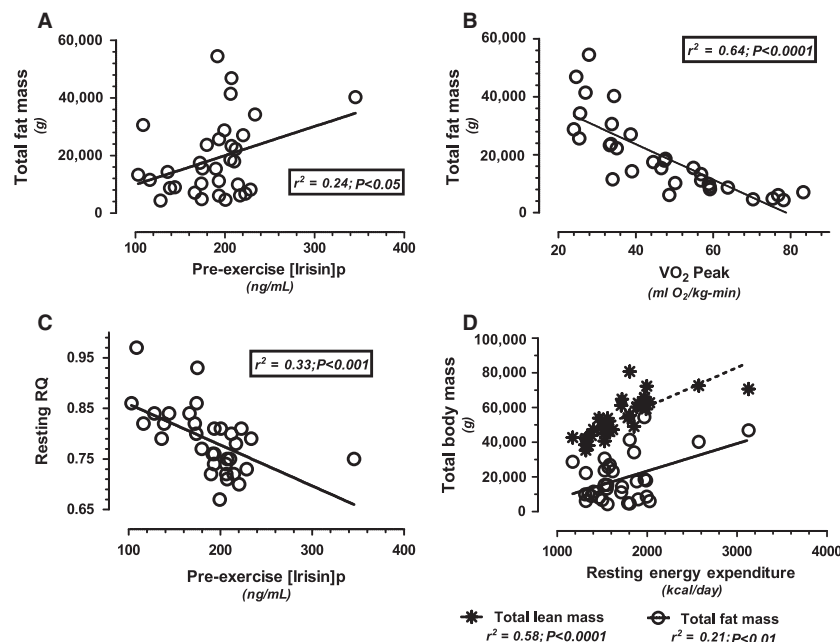 A
60,000
40,000
20,000
0
Total fat mass
(g)
r² = 0.24; P<0.05
100 200 300 400
Pre-exercise [Irisin]p
(ng/mL)
B
60,000
40,000
20,000
0
Total fat mass
(g)
r² = 0.64; P<0.0001
20 40 60 80
VO₂ Peak
(ml O₂/kg-min)
C
0.95
0.85
0.75
0.65
Resting RQ
r² = 0.33;P<0.001
100 200 300 400
Pre-exercise [Irisin]p
(ng/mL)
D
100,000
80,000
60,000
40,000
20,000
0
Total body mass
(g)
1000 2000 3000 4000
Resting energy expenditure
(kcal/day)
Total lean mass
r² = 0.58; P<0.0001
Total fat mass
r² = 0.21; P<0.01